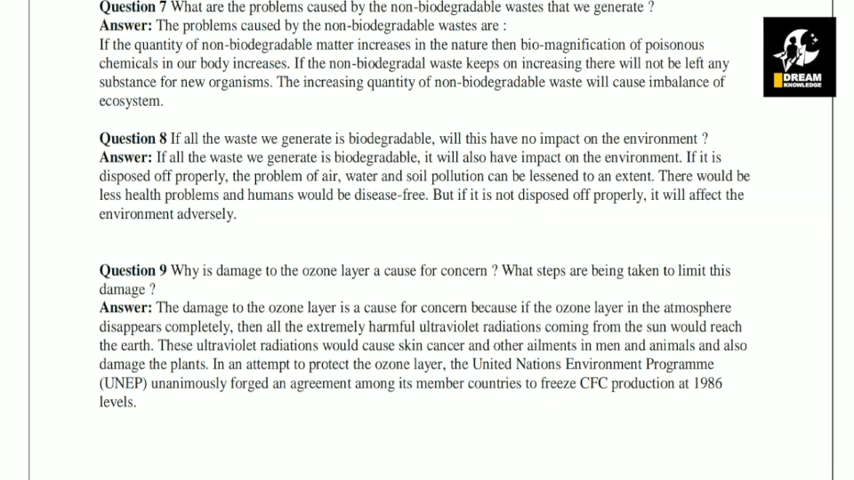 Question 7 What are the problems caused by the non-biodegradable wastes that we generate ?
Answer: The problems caused by the non-biodegradable wastes are :
If the quantity of non-biodegradable matter increases in the nature then bio-magnification of poisonous
chemicals in our body increases. If the non-biodegradal waste keeps on increasing there will not be left any
substance for new organisms. The increasing quantity of non-biodegradable waste will cause imbalance of
ecosystem.
DREAM
KNOWLEDGE
Question 8 If all the waste we generate is biodegradable, will this have no impact on the environment ?
Answer: If all the waste we generate is biodegradable, it will also have impact on the environment. If it is
disposed off properly, the problem of air, water and soil pollution can be lessened to an extent. There would be
less health problems and humans would be disease-free. But if it is not disposed off properly, it will affect the
environment adversely.
Question 9 Why is damage to the ozone layer a cause for concern ? What steps are being taken to limit this
damage ?
Answer: The damage to the ozone layer is a cause for concern because if the ozone layer in the atmosphere
disappears completely, then all the extremely harmful ultraviolet radiations coming from the sun would reach
the earth. These ultraviolet radiations would cause skin cancer and other ailments in men and animals and also
damage the plants. In an attempt to protect the ozone layer, the United Nations Environment Programme
(UNEP) unanimously forged an agreement among its member countries to freeze CFC production at 1986
levels.